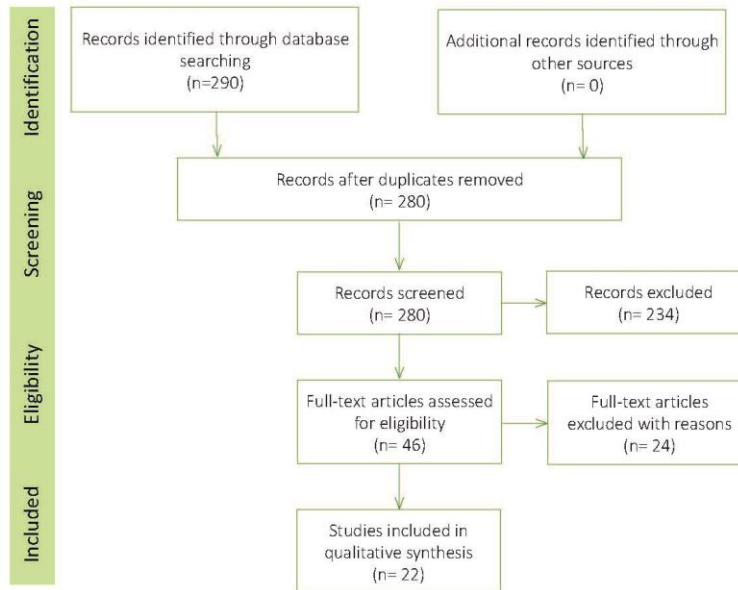 Identification
Records identified through database
searching
(n=290)
Additional records identified through
other sources
(n= 0)
Records after duplicates removed
(n= 280)
Screening
Records screened
(n= 280)
Records excluded
(n= 234)
Eligibility
Full-text articles assessed
for eligibility
(n= 46)
Full-text articles
excluded with reasons
(n= 24)
Included
Studies included in
qualitative synthesis
(n= 22)